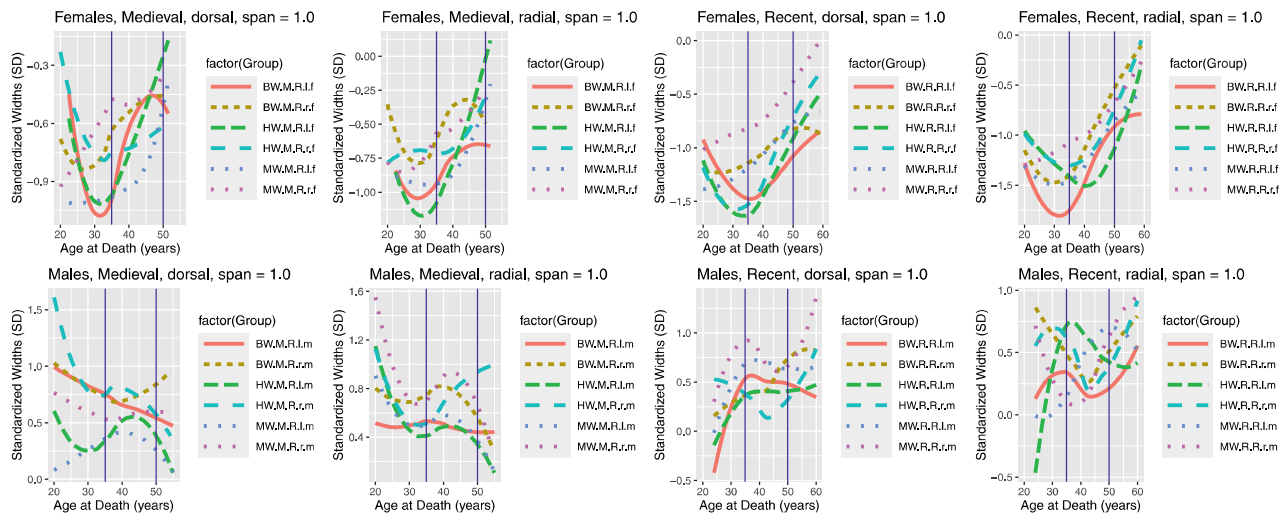 Females, Medieval, dorsal, span = 1.0
Standardized Widths (SD)
−0.3
−0.6
−0.9
20 30 40 50
Age at Death (years)
factor(Group)
BW.M.R.l.f
BW.M.R.r.f
HW.M.R.l.f
HW.M.R.r.f
MW.M.R.l.f
MW.M.R.r.f
Females, Medieval, radial, span = 1.0
Standardized Widths (SD)
0.00
−0.25
−0.50
−0.75
−1.00
20 30 40 50
Age at Death (years)
factor(Group)
BW.M.R.l.f
BW.M.R.r.f
HW.M.R.l.f
HW.M.R.r.f
MW.M.R.l.f
MW.M.R.r.f
Females, Recent, dorsal, span = 1.0
Standardized Widths (SD)
0.0
−0.5
−1.0
−1.5
20 30 40 50 60
Age at Death (years)
factor(Group)
BW.R.R.l.f
BW.R.R.r.f
HW.R.R.l.f
HW.R.R.r.f
MW.R.R.l.f
MW.R.R.r.f
Females, Recent, radial, span = 1.0
Standardized Widths (SD)
0.0
−0.5
−1.0
−1.5
20 30 40 50 60
Age at Death (years)
factor(Group)
BW.R.R.l.f
BW.R.R.r.f
HW.R.R.l.f
HW.R.R.r.f
MW.R.R.l.f
MW.R.R.r.f
Males, Medieval, dorsal, span = 1.0
Standardized Widths (SD)
1.5
1.0
0.5
0.0
20 30 40 50
Age at Death (years)
factor(Group)
BW.M.R.l.m
BW.M.R.r.m
HW.M.R.l.m
HW.M.R.r.m
MW.M.R.l.m
MW.M.R.r.m
Males, Medieval, radial, span = 1.0
Standardized Widths (SD)
1.6
1.2
0.8
0.4
20 30 40 50
Age at Death (years)
factor(Group)
BW.M.R.l.m
BW.M.R.r.m
HW.M.R.l.m
HW.M.R.r.m
MW.M.R.l.m
MW.M.R.r.m
Males, Recent, dorsal, span = 1.0
Standardized Widths (SD)
1.0
0.5
0.0
−0.5
20 30 40 50 60
Age at Death (years)
factor(Group)
BW.M.R.l.m
BW.M.R.r.m
HW.M.R.l.m
HW.M.R.r.m
MW.M.R.l.m
MW.M.R.r.m
Males, Recent, radial, span = 1.0
Standardized Widths (SD)
1.0
0.5
0.0
−0.5
20 30 40 50 60
Age at Death (years)
factor(Group)
BW.R.R.l.m
BW.R.R.r.m
HW.R.R.l.m
HW.R.R.r.m
MW.R.R.l.m
MW.R.R.r.m